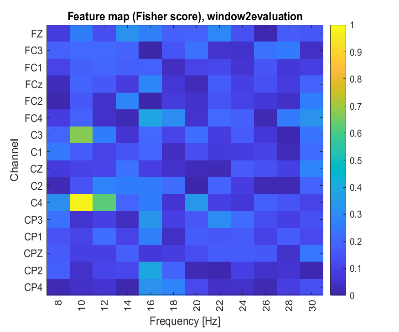 Feature map (Fisher score), window2evaluation
FZ
FC3
FC1
FCz
FC2
FC4
C3
C1
CZ
C2
C4
CP3
CP1
CPZ
CP2
CP4
Channel
8 10 12 14 16 18 20 22 24 26 28 30
Frequency [Hz]
1
0.9
0.8
0.7
0.6
0.5
0.4
0.3
0.2
0.1
0